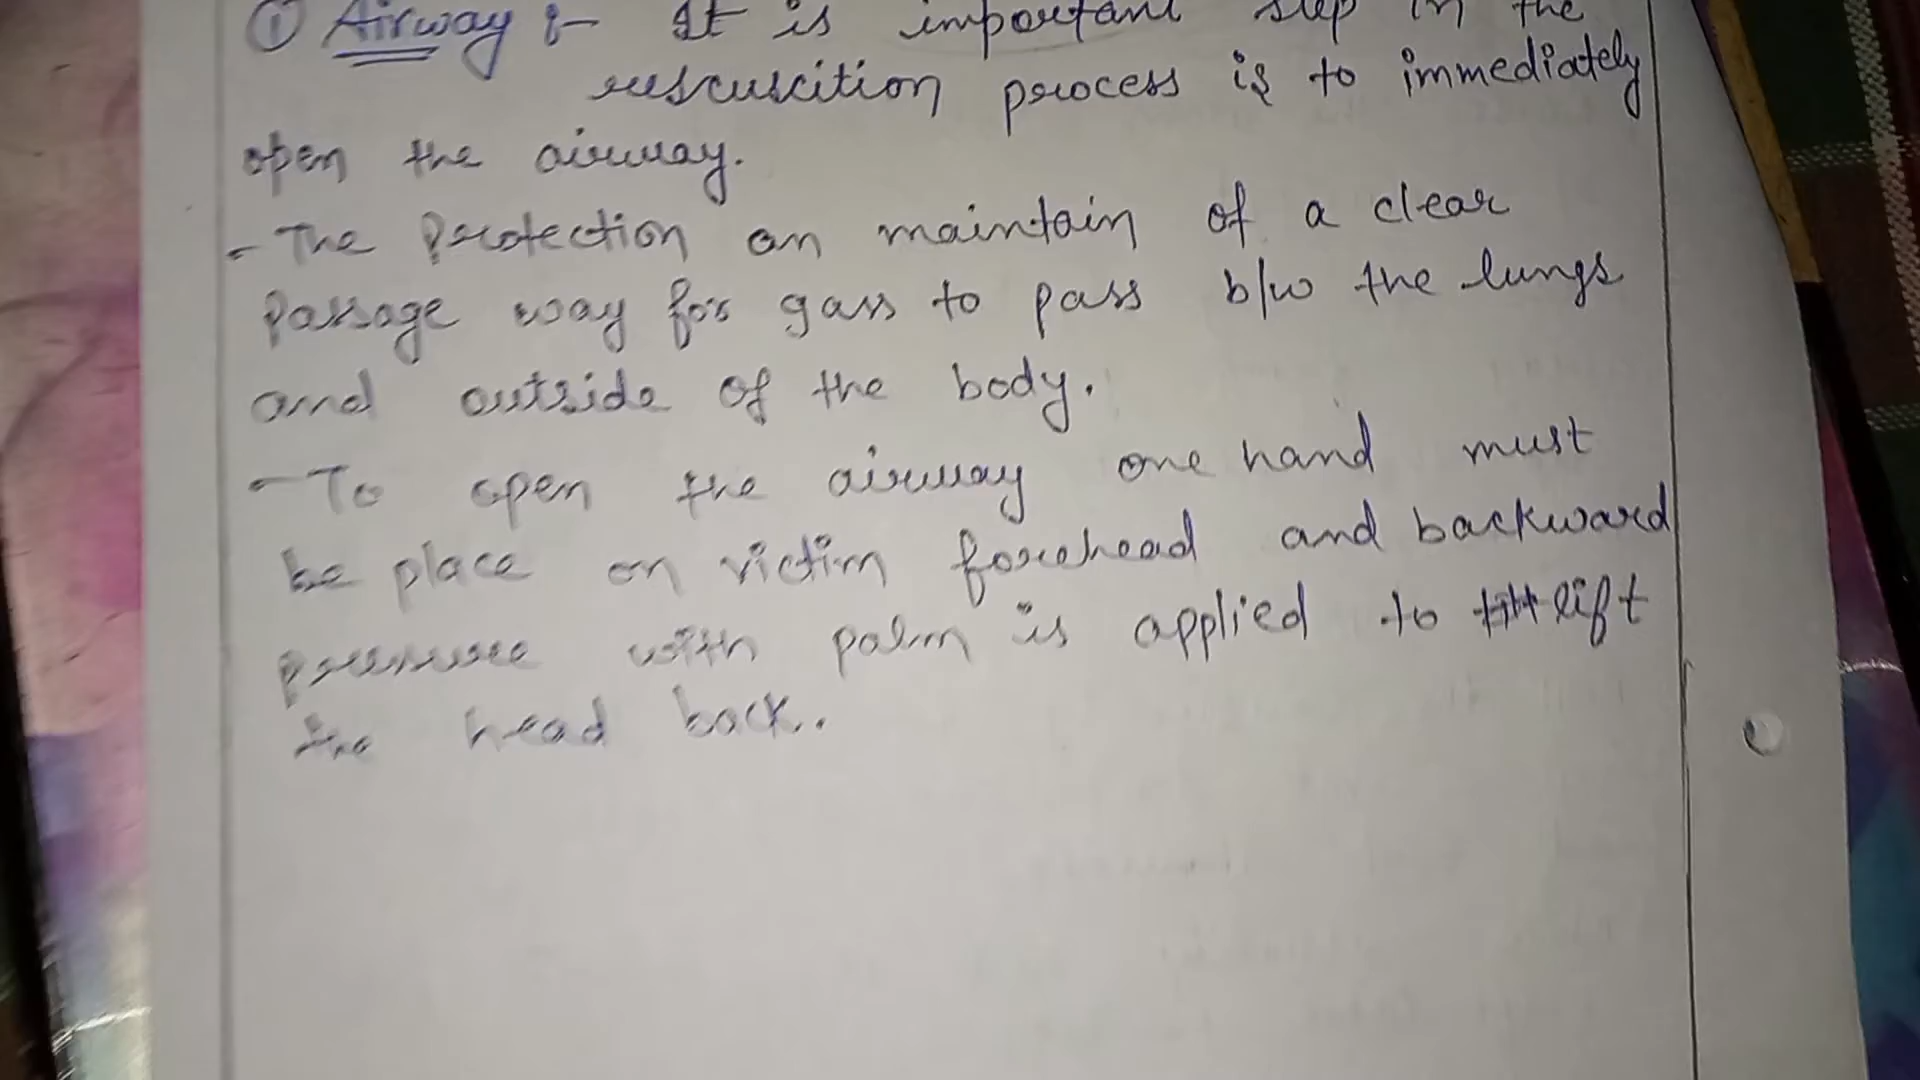 ① Airway :- It is important step in the
resuscition process is to immediately
open the airway.
- The Protection an maintain of a clear
Passage way for gass to pass b/w the lungs
and outside of the body.
- To open the airway one hand must
be place on victim forehead and backward
pressure with palm is applied to lift
the head back.